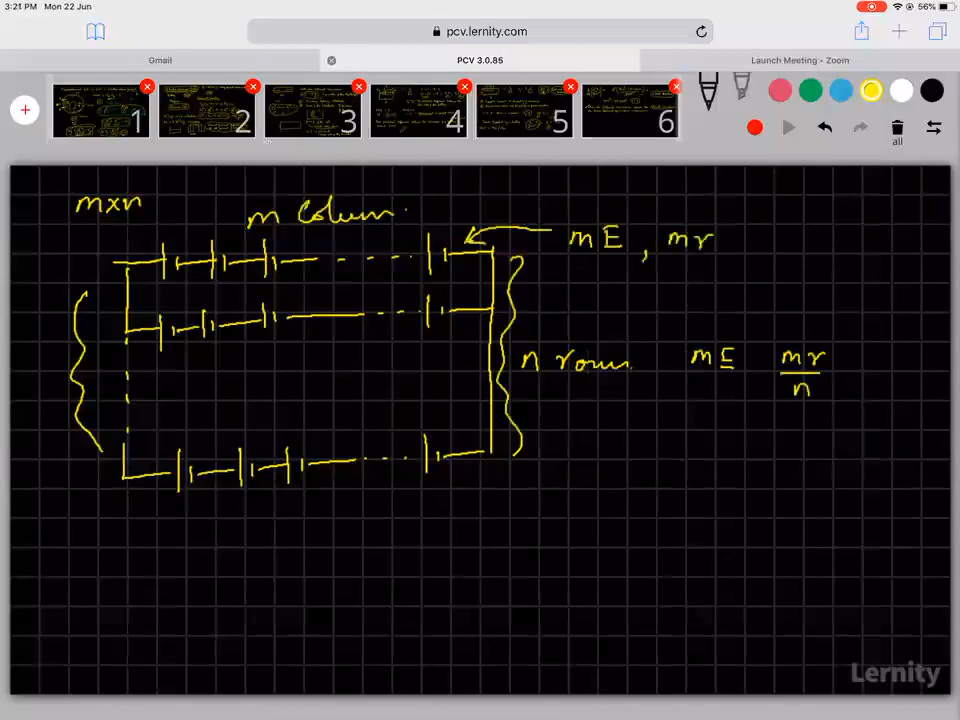 3:21 PM Mon 22 Jun
56%
pcv.lernity.com
Gmail
PCV 3.0.85
Launch Meeting - Zoom
1 2 3 4 5 6
all
m×n
m Column
mE , mr
n rows mE mr/n
Lernity